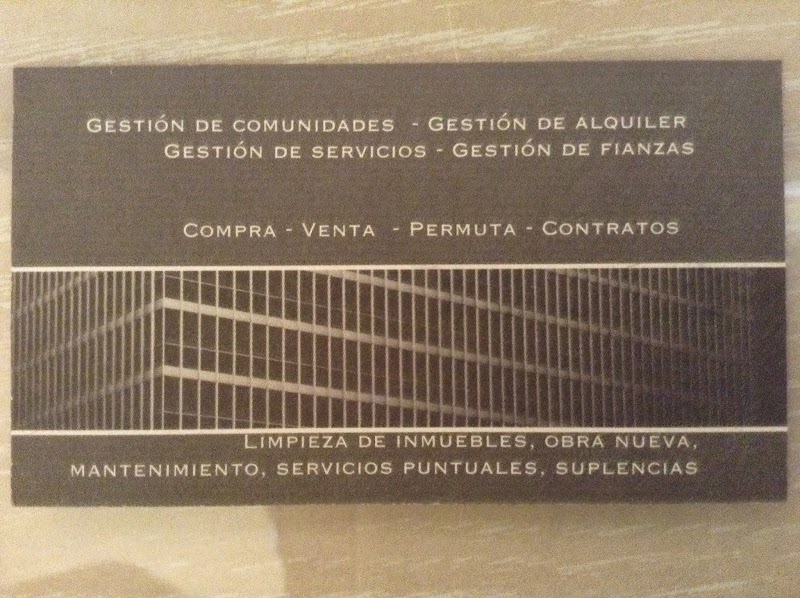 GESTIÓN DE COMUNIDADES - GESTIÓN DE ALQUILER
GESTIÓN DE SERVICIOS - GESTIÓN DE FIANZAS
COMPRA - VENTA - PERMUTA - CONTRATOS
LIMPIEZA DE INMUEBLES, OBRA NUEVA,
MANTENIMIENTO, SERVICIOS PUNTUALES, SUPLENCIAS